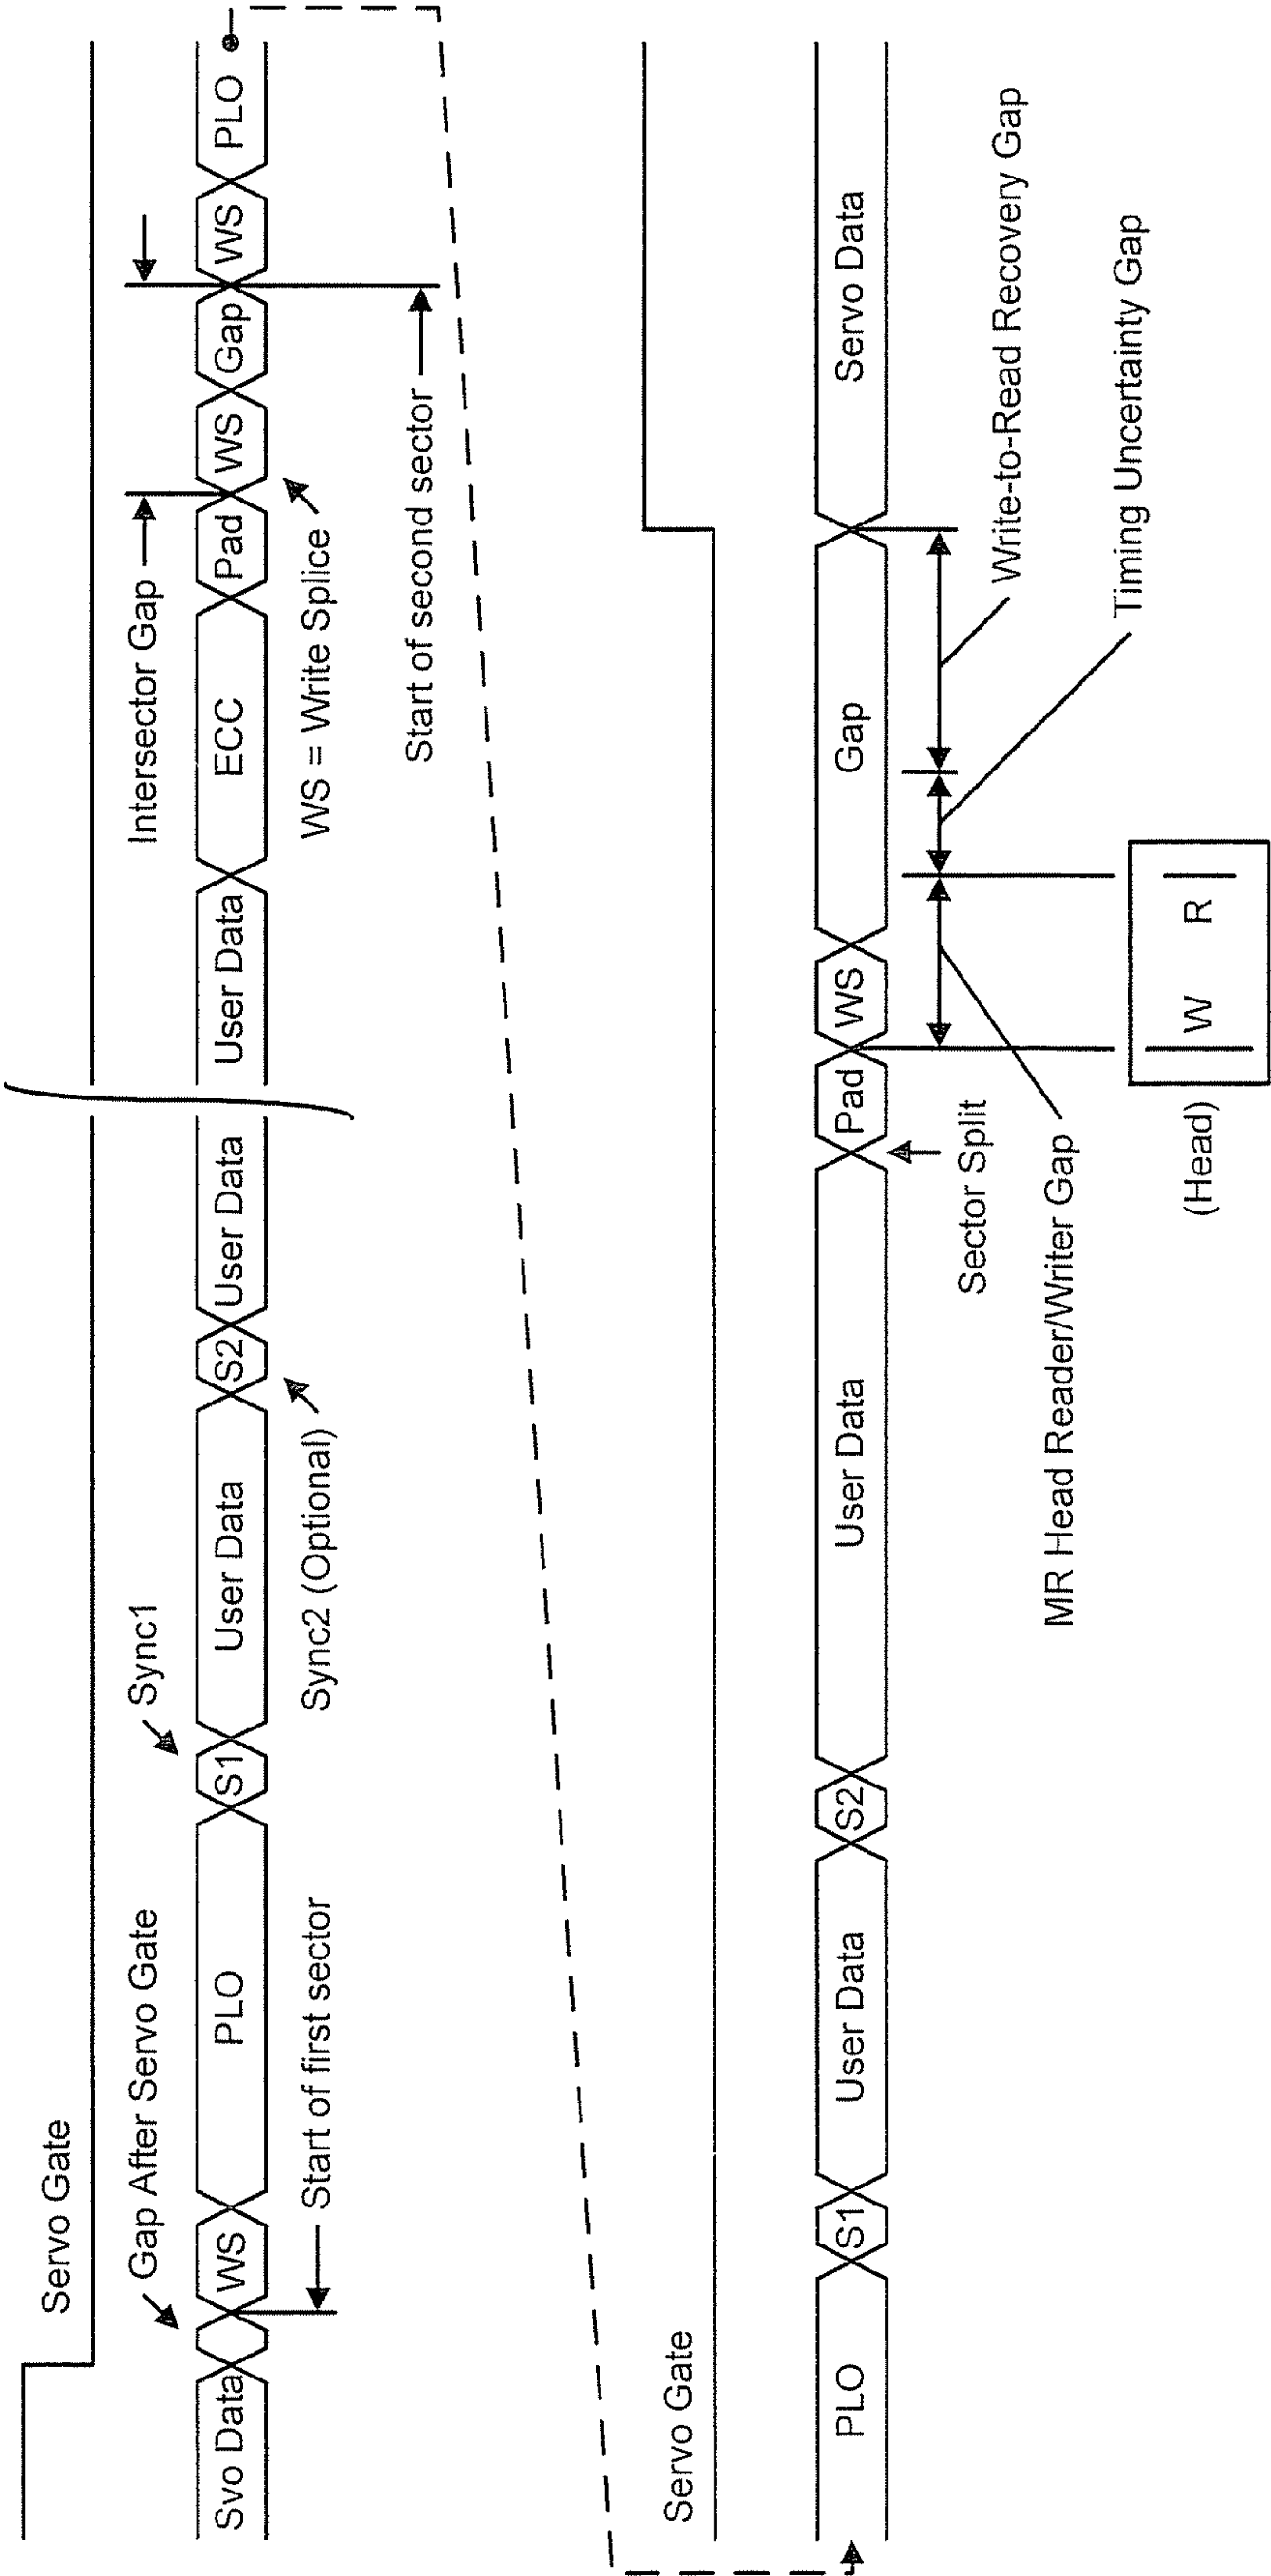 Servo Gate
Gap After Servo Gate
Sync1
Intersector Gap
Svo Data
WS
PLO
S1
User Data
S2
User Data
User Data
ECC
Pad
WS
Gap
WS
PLO
Start of first sector
Sync2 (Optional)
WS = Write Splice
Start of second sector
Servo Gate
PLO
S1
User Data
S2
User Data
Pad
WS
Gap
Servo Data
Sector Split
Write-to-Read Recovery Gap
MR Head Reader/Writer Gap
Timing Uncertainty Gap
(Head)
W
R